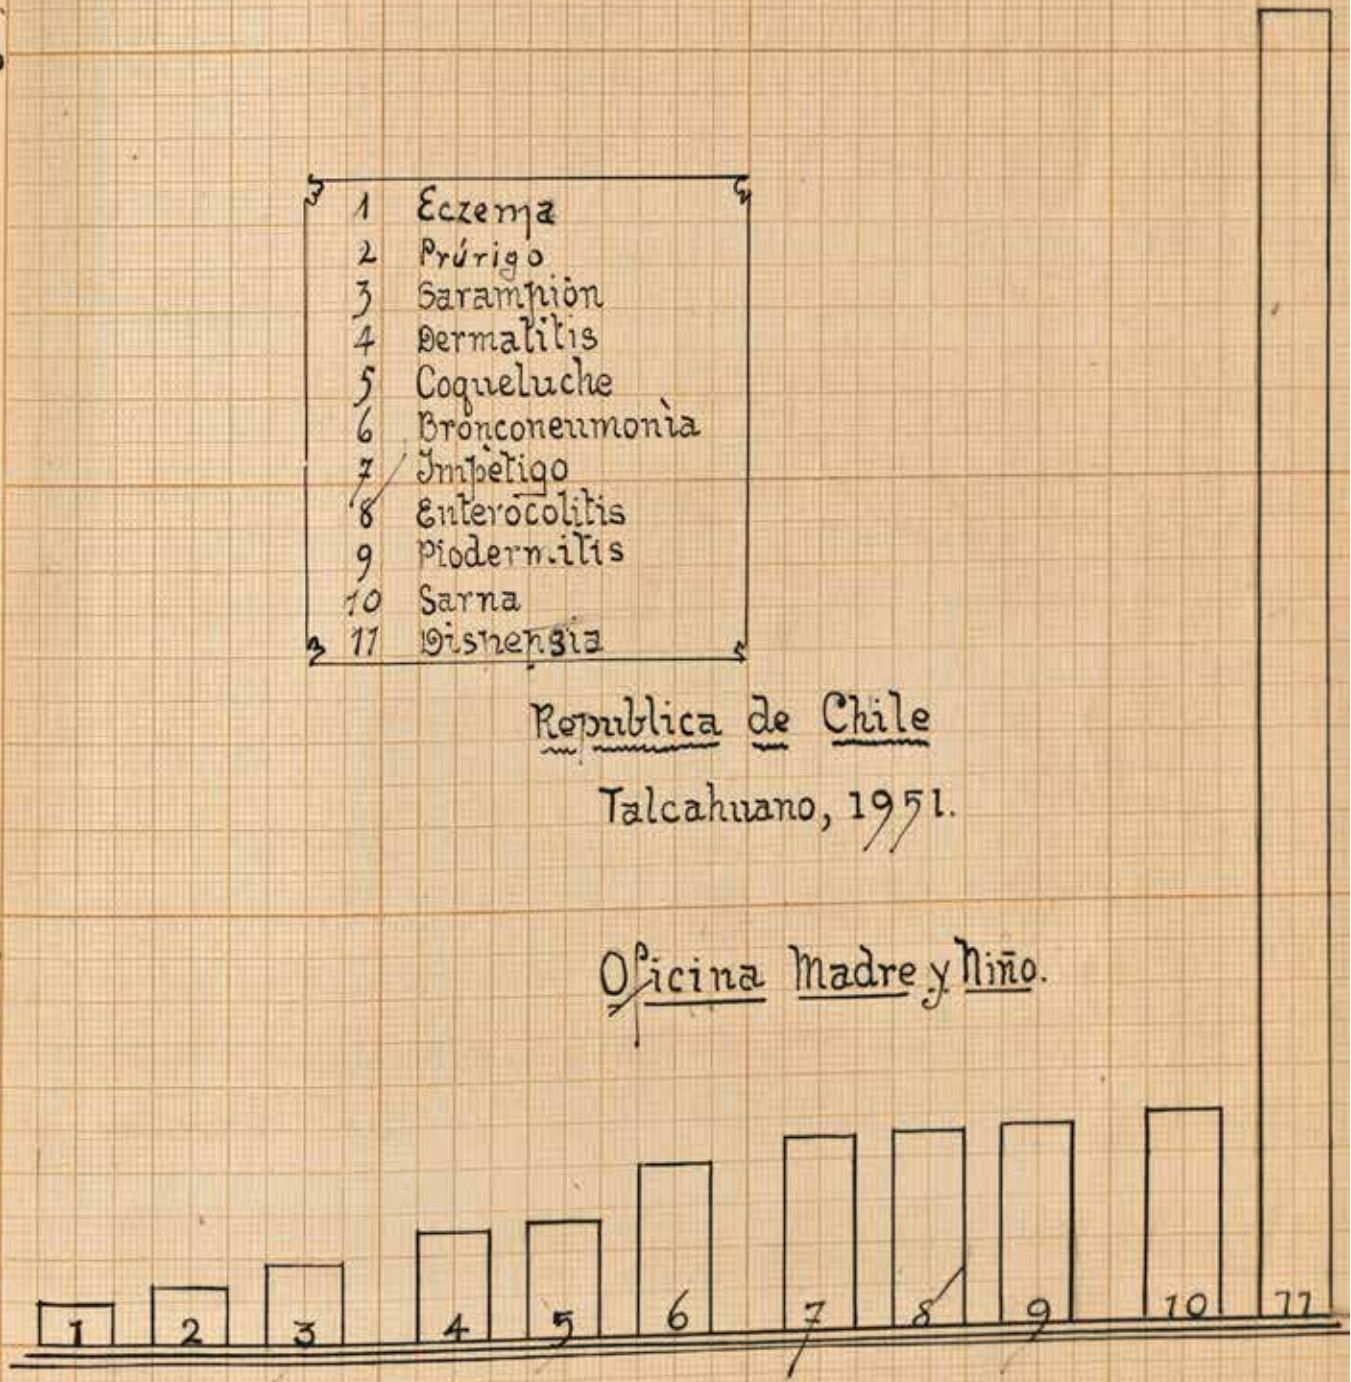 1 Eczema
2 Prúrigo
3 Sarampión
4 Dermatitis
5 Coqueluche
6 Bronconeumonìa
7 Impètigo
8 Enterocolitis
9 Piodermitis
10 Sarna
11 Dispepsia
Republica de Chile
Talcahuano, 1951.
Oficina Madre y Niño.
1 2 3 4 5 6 7 8 9 10 11